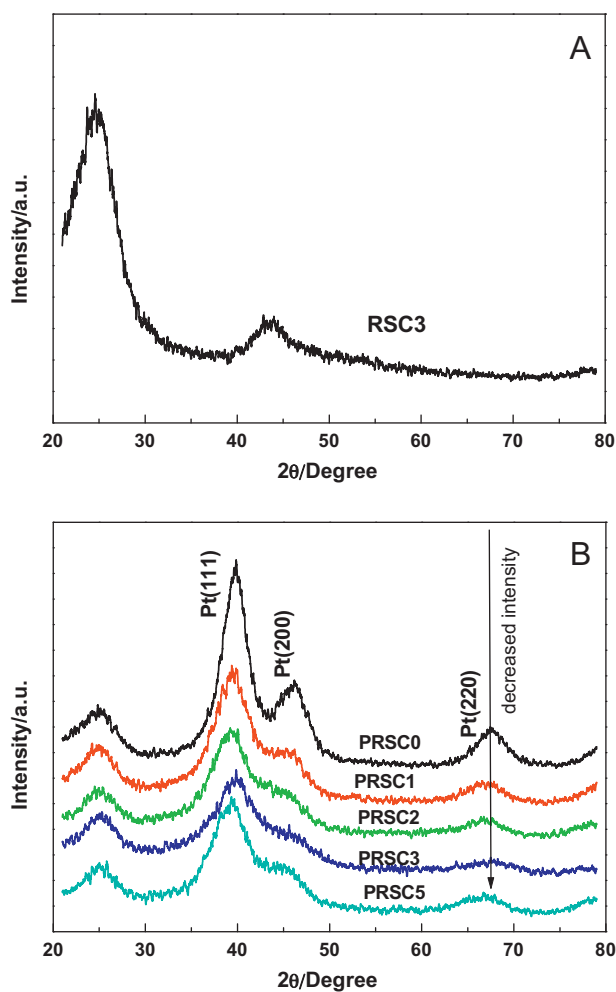 A
Intensity/a.u.
RSC3
20 30 40 50 60 70 80
2θ/Degree
B
Intensity/a.u.
Pt(111)
Pt(200)
Pt(220)
decreased intensity
PRSC0
PRSC1
PRSC2
PRSC3
PRSC5
20 30 40 50 60 70 80
2θ/Degree